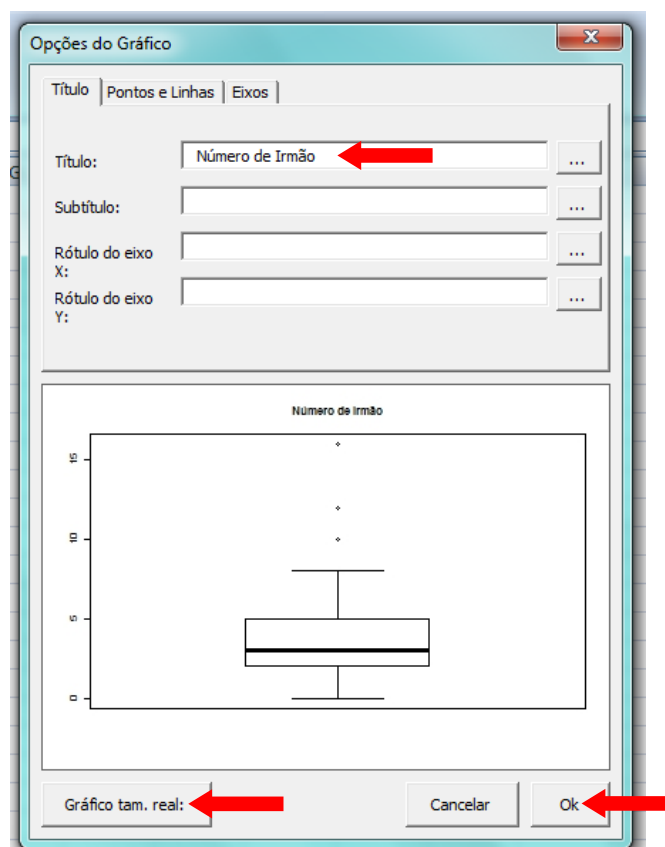 Opções do Gráfico
Título Pontos e Linhas Eixos
Título: Número de Irmão ...
Subtítulo: ...
Rótulo do eixo X: ...
Rótulo do eixo Y: ...
Número de Irmão
15
10
5
0
Gráfico tam. real: Cancelar Ok